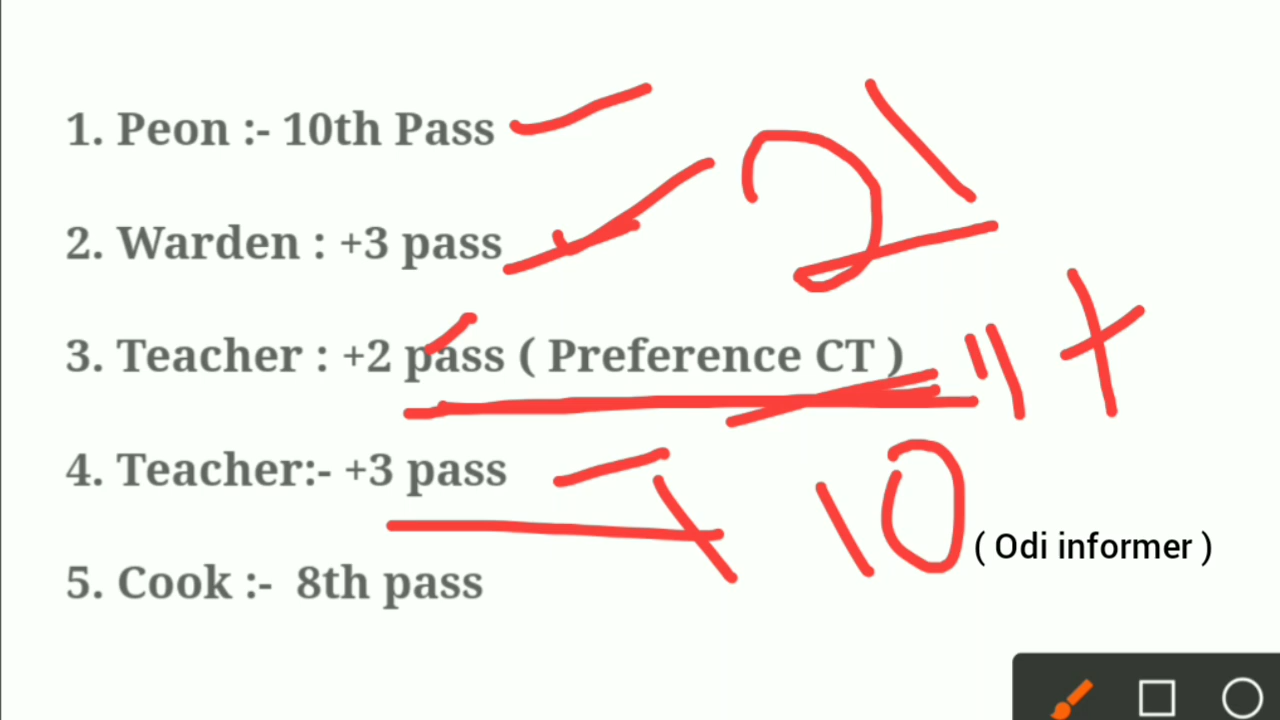 1. Peon :- 10th Pass
2. Warden : +3 pass
3. Teacher : +2 pass ( Preference CT )
4. Teacher:- +3 pass
5. Cook :- 8th pass
( Odi informer )
21
10